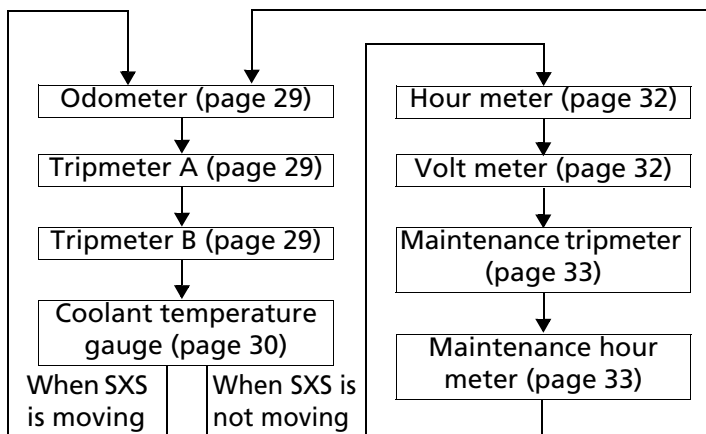 Odometer (page 29)
Tripmeter A (page 29)
Tripmeter B (page 29)
Coolant temperature
gauge (page 30)
When SXS
is moving
When SXS is
not moving
Hour meter (page 32)
Volt meter (page 32)
Maintenance tripmeter
(page 33)
Maintenance hour
meter (page 33)